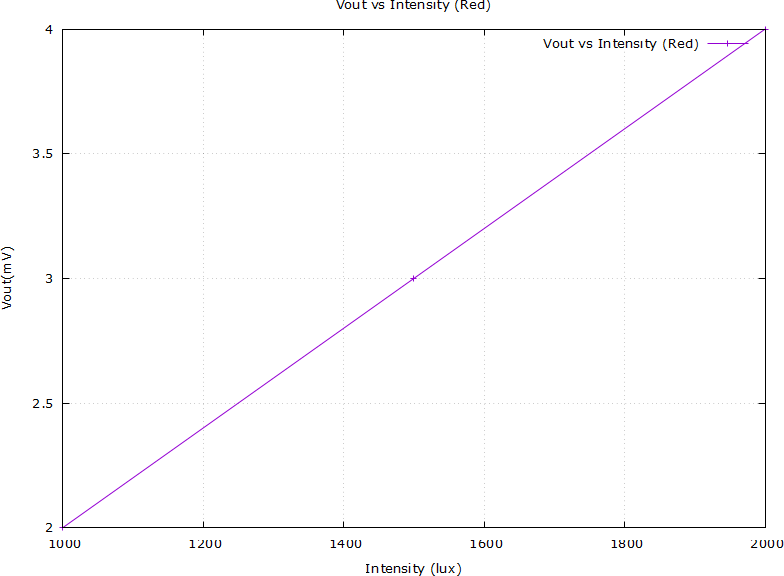 Vout vs Intensity (Red)
Vout vs Intensity (Red)
4
3.5
3
2.5
2
Vout(mV)
1000 1200 1400 1600 1800 2000
Intensity (lux)